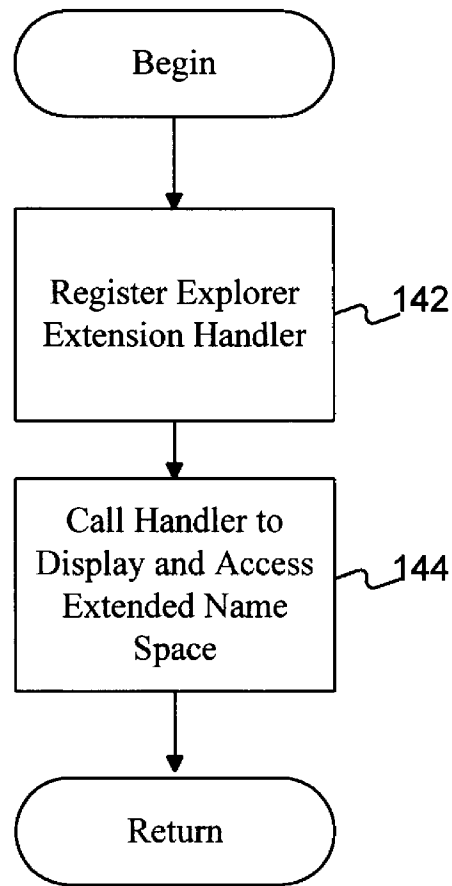 Begin
Register Explorer
Extension Handler
142
Call Handler to
Display and Access
Extended Name
Space
144
Return